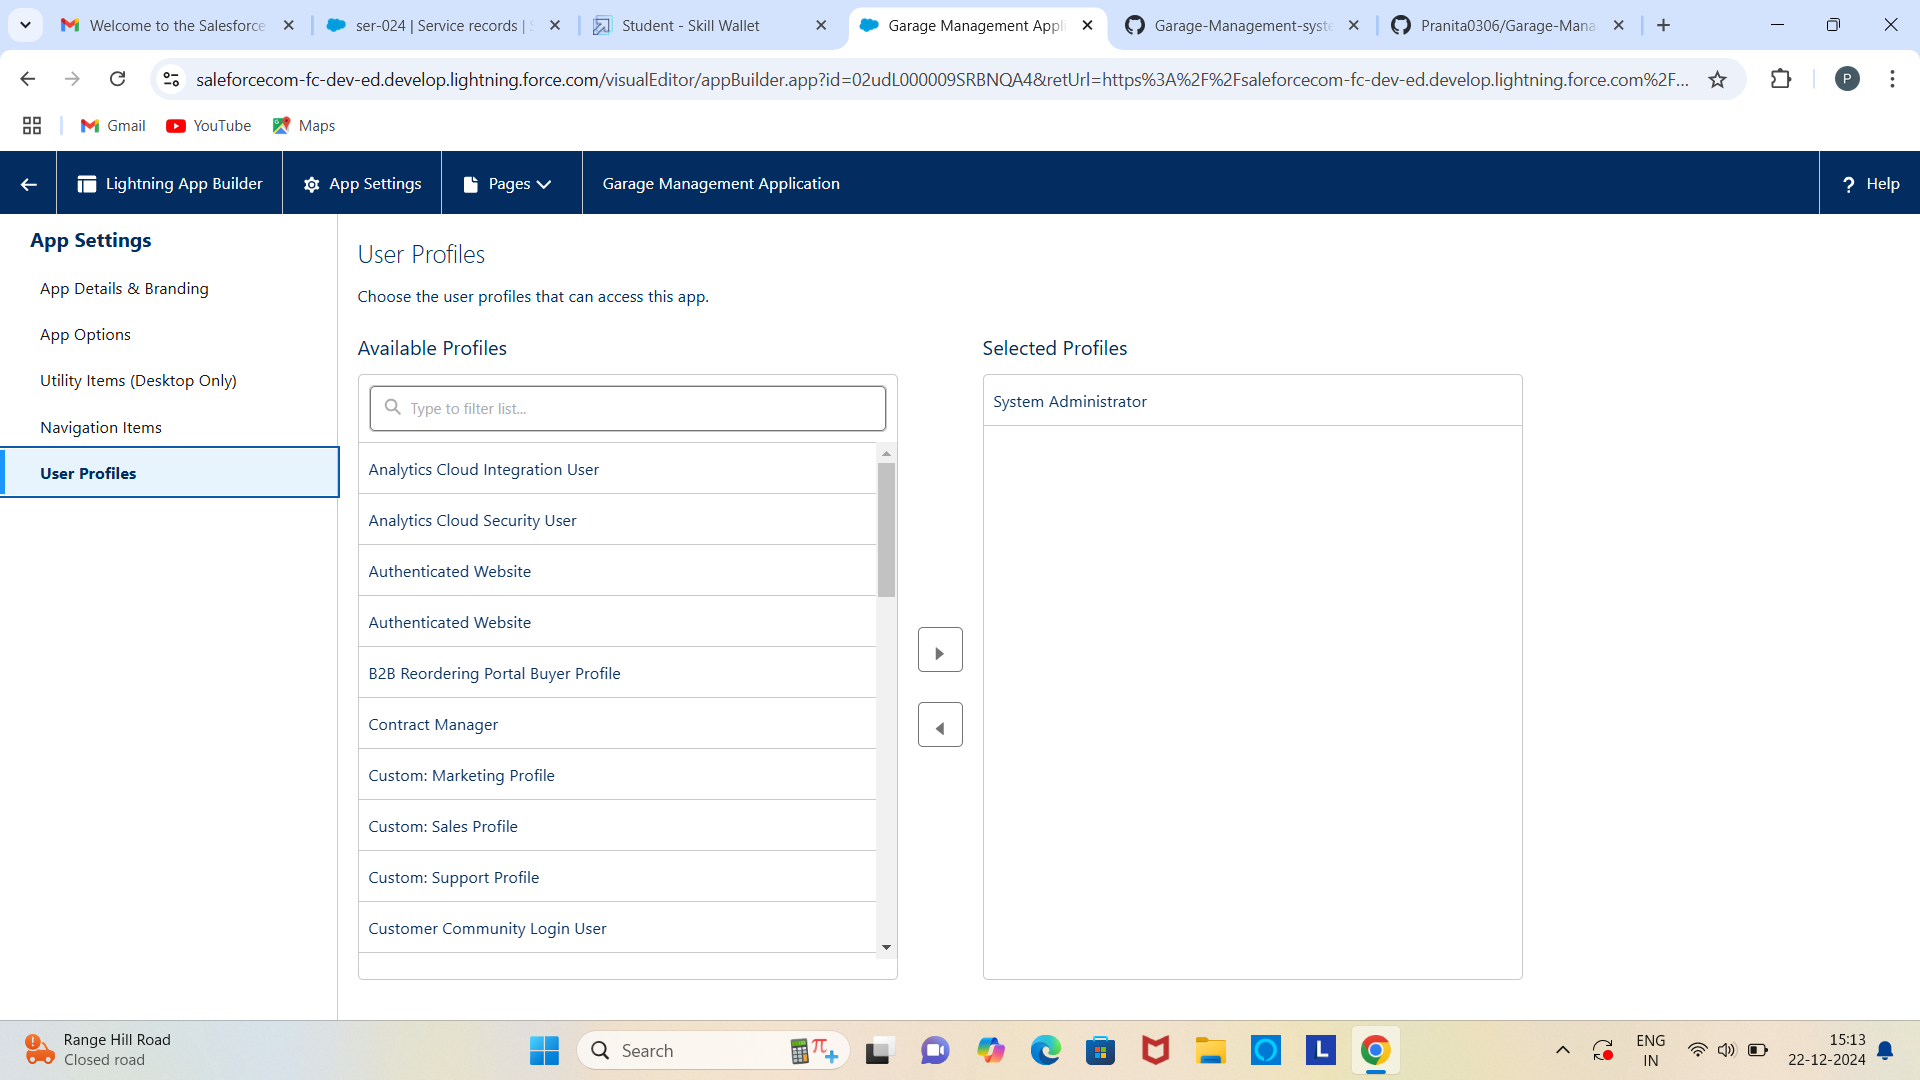 Welcome to the Salesforce
ser-024 | Service records |
Student - Skill Wallet
Garage Management Appli
Garage-Management-syst
Pranita0306/Garage-Mana
saleforcecom-fc-dev-ed.develop.lightning.force.com/visualEditor/appBuilder.app?id=02udL000009SRBNQA4&retUrl=https%3A%2F%2Fsaleforcecom-fc-dev-ed.develop.lightning.force.com%2F...
P
Gmail
YouTube
Maps
Lightning App Builder
App Settings
Pages
Garage Management Application
? Help
App Settings
App Details & Branding
App Options
Utility Items (Desktop Only)
Navigation Items
User Profiles
User Profiles
Choose the user profiles that can access this app.
Available Profiles
Type to filter list...
Analytics Cloud Integration User
Analytics Cloud Security User
Authenticated Website
Authenticated Website
B2B Reordering Portal Buyer Profile
Contract Manager
Custom: Marketing Profile
Custom: Sales Profile
Custom: Support Profile
Customer Community Login User
Selected Profiles
System Administrator
Range Hill Road
Closed road
Search
L
ENG
IN
15:13
22-12-2024